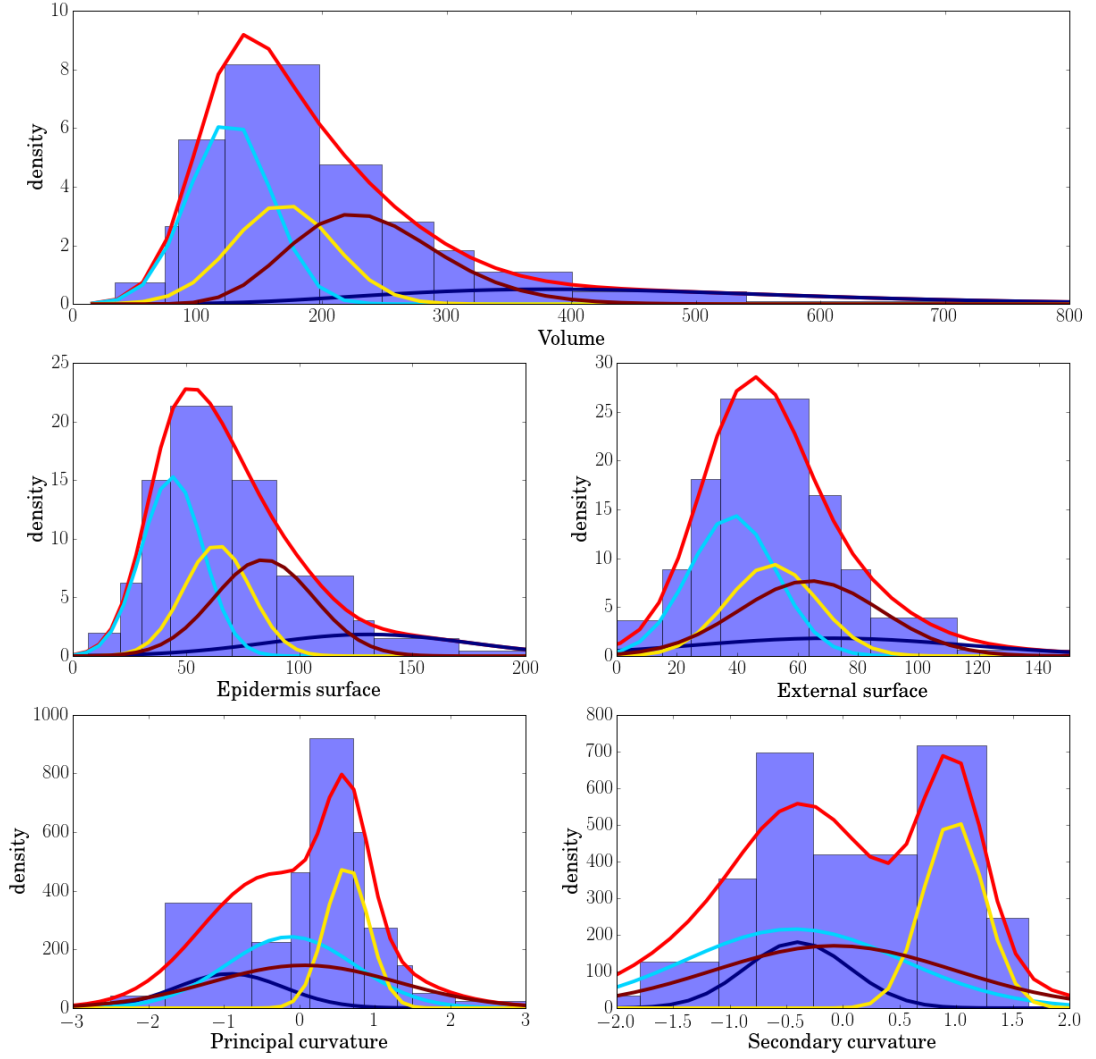 10
8
6
4
2
0
density
0 100 200 300 400 500 600 700 800
Volume
25
20
15
10
5
0
density
0 50 100 150 200
Epidermis surface
30
25
20
15
10
5
0
density
0 20 40 60 80 100 120 140
External surface
1000
800
600
400
200
0
density
−3 −2 −1 0 1 2 3
Principal curvature
800
700
600
500
400
300
200
100
0
density
−2.0 −1.5 −1.0 −0.5 0.0 0.5 1.0 1.5 2.0
Secondary curvature